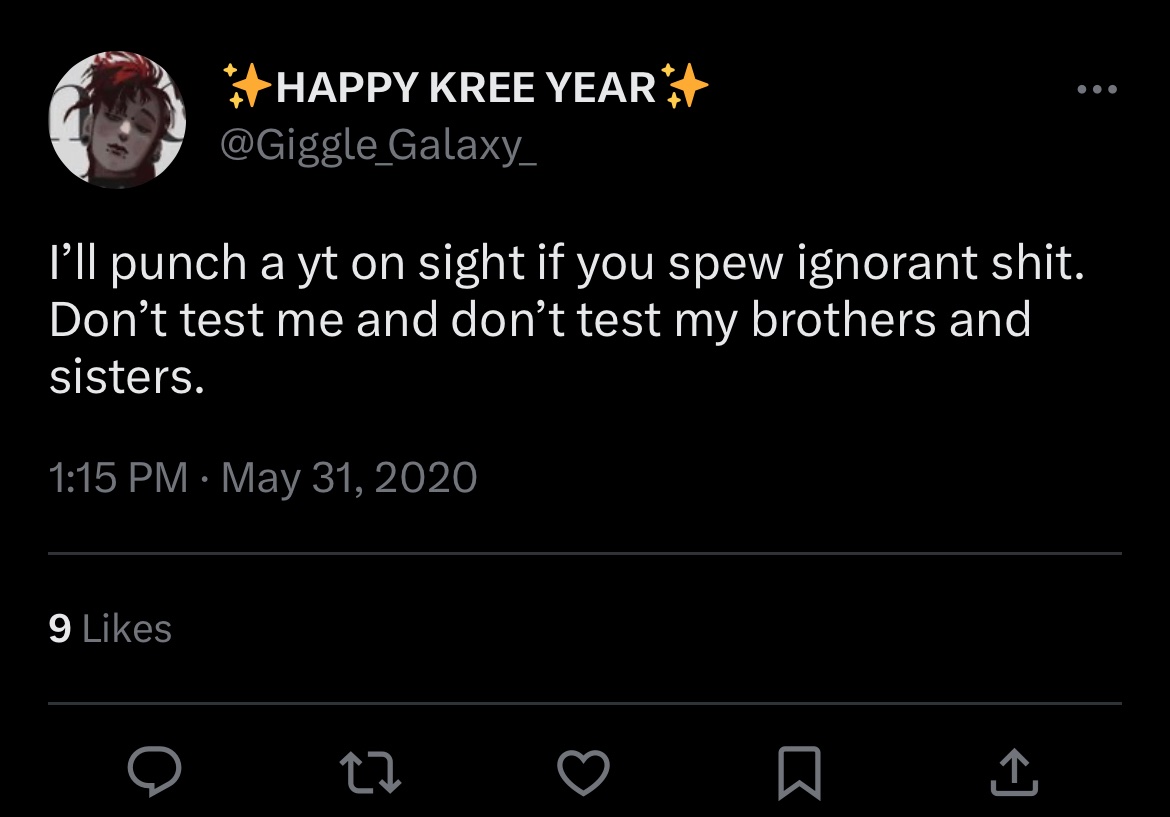 ✨HAPPY KREE YEAR✨
@Giggle_Galaxy_
I’ll punch a yt on sight if you spew ignorant shit.
Don’t test me and don’t test my brothers and
sisters.
1:15 PM · May 31, 2020
9 Likes